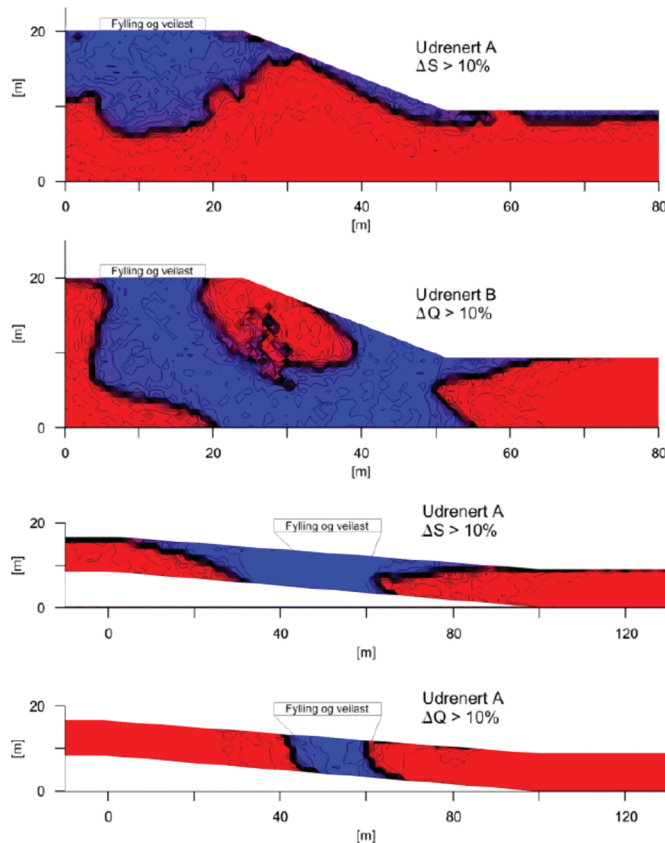 Fylling og veilast
20
Udrenert A
ΔS > 10%
[m]
10
0
0 20 40 60 80
[m]
Fylling og veilast
20
Udrenert B
ΔQ > 10%
[m]
10
0
0 20 40 60 80
[m]
Udrenert A
ΔS > 10%
Fylling og veilast
20
[m]
0
0 40 80 120
[m]
Udrenert A
ΔQ > 10%
Fylling og veilast
20
[m]
0
0 40 80 120
[m]